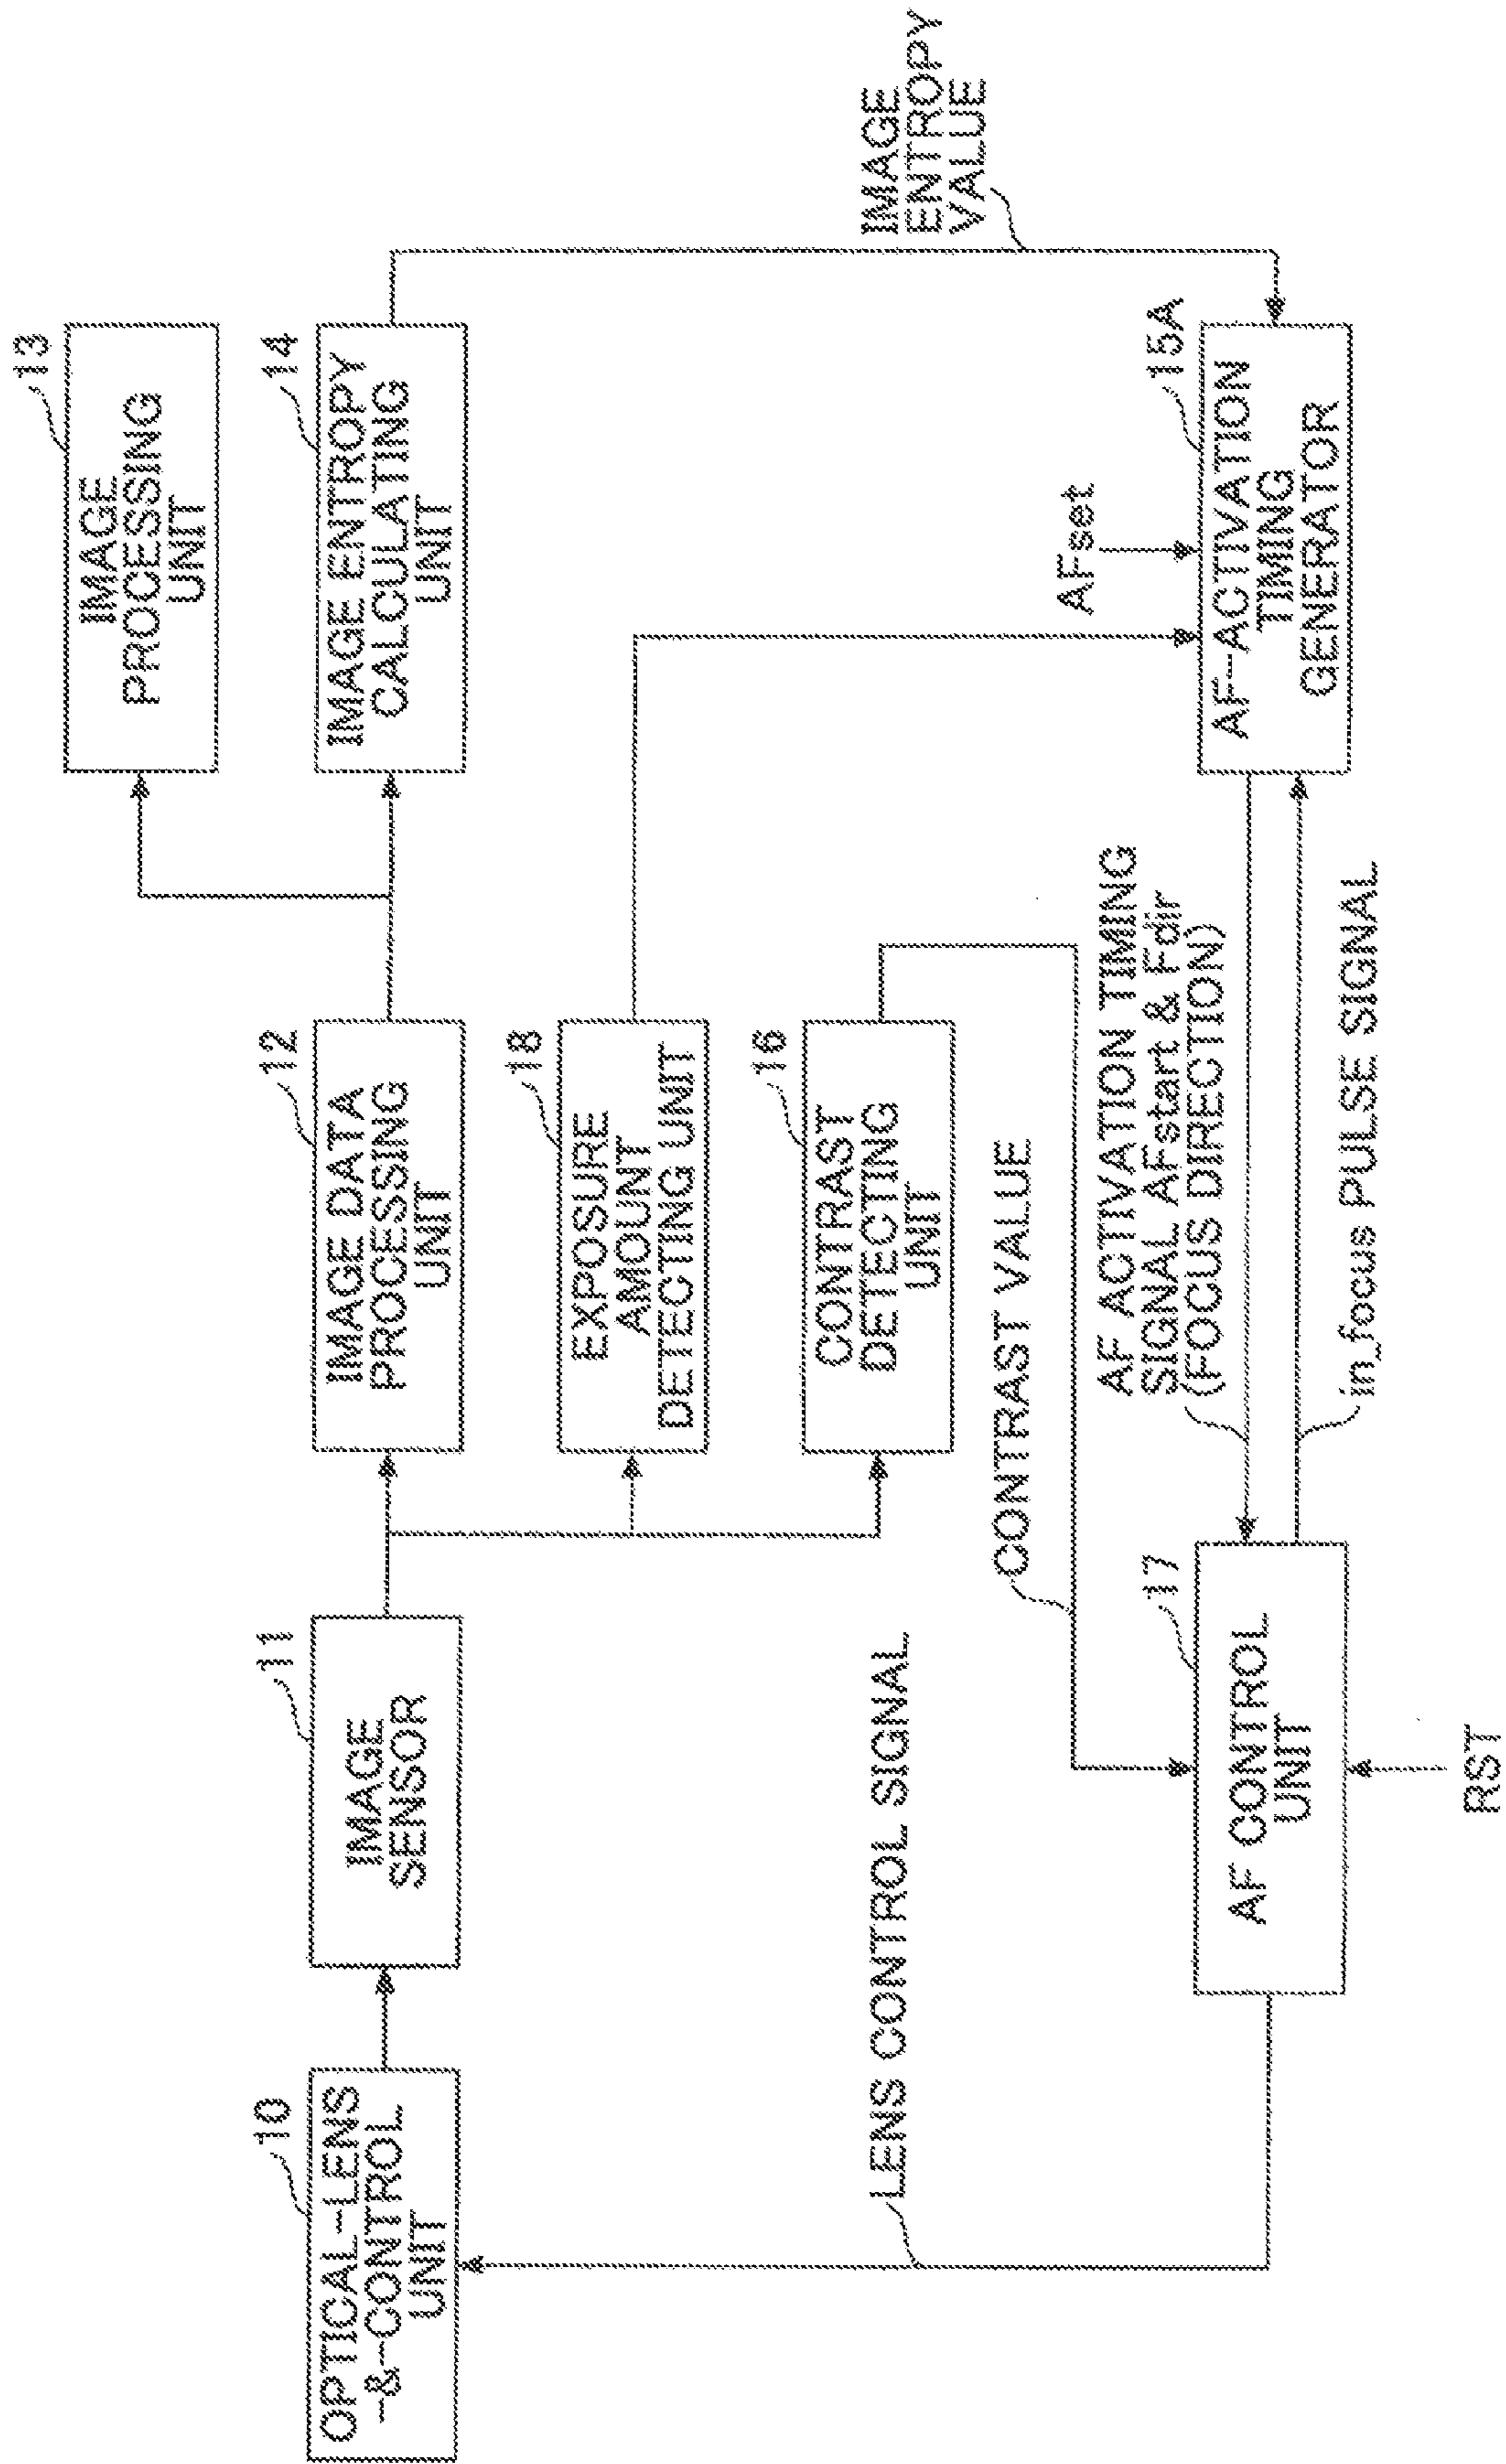 10
OPTICAL-LENS
-&-CONTROL
UNIT
11
IMAGE
SENSOR
12
IMAGE DATA
PROCESSING
UNIT
13
IMAGE
PROCESSING
UNIT
14
IMAGE ENTROPY
CALCULATING
UNIT
18
EXPOSURE
AMOUNT
DETECTING UNIT
16
CONTRAST
DETECTING
UNIT
IMAGE
ENTROPY
VALUE
LENS CONTROL SIGNAL
CONTRAST VALUE
AFset
AF ACTIVATION TIMING
SIGNAL AFstart & Fdir
(FOCUS DIRECTION)
17
AF CONTROL
UNIT
15A
AF-ACTIVATION
TIMING
GENERATOR
in_focus PULSE SIGNAL
RST